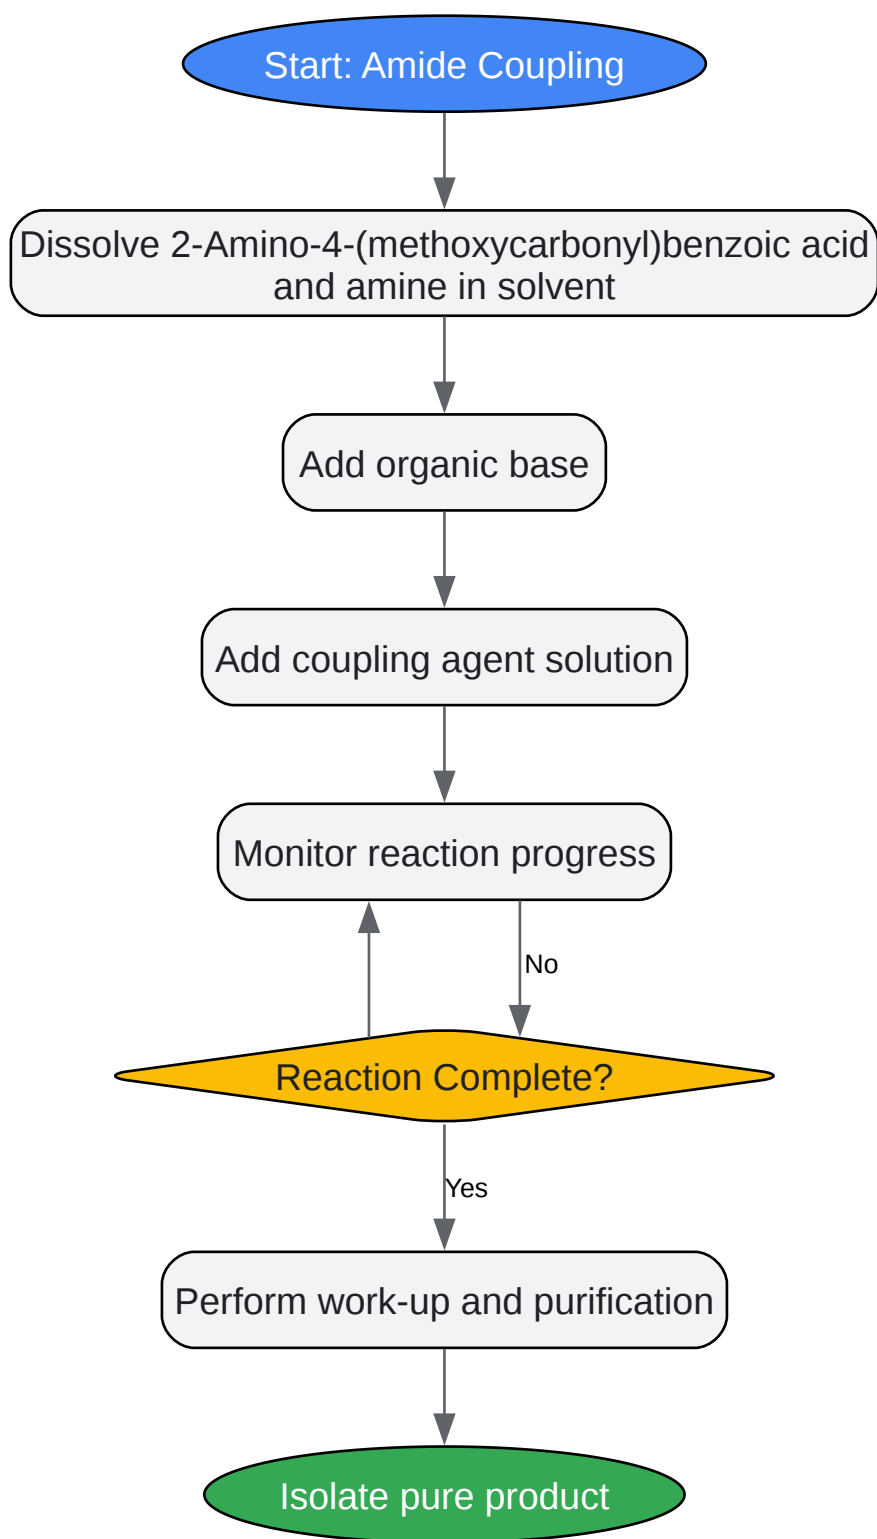 Start: Amide Coupling
Dissolve 2-Amino-4-(methoxycarbonyl)benzoic acid
and amine in solvent
Add organic base
Add coupling agent solution
Monitor reaction progress
No
Reaction Complete?
Yes
Perform work-up and purification
Isolate pure product